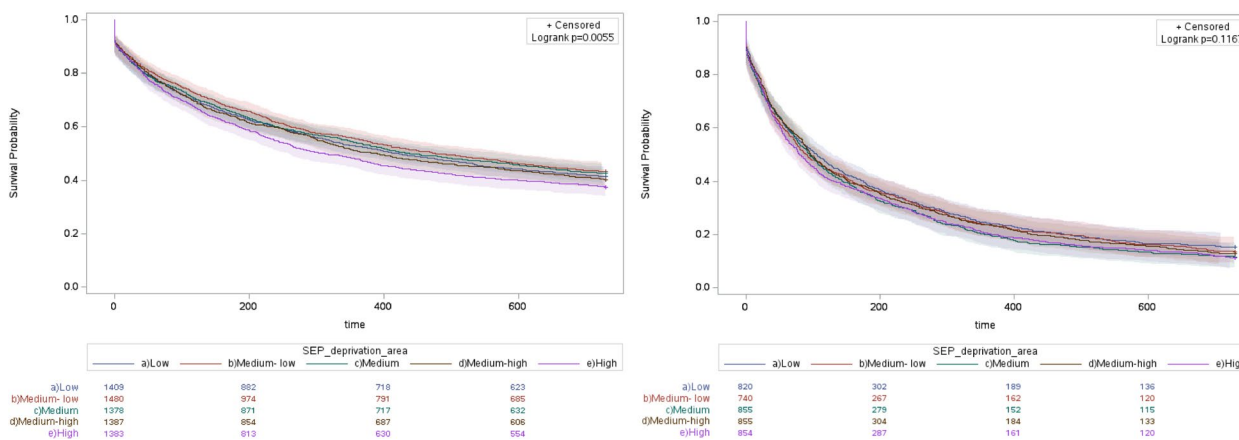 + Censored
Logrank p=0.0055
1.0
0.8
0.6
0.4
0.2
0.0
Survival Probability
0 200 400 600
time
SEP_deprivation_area
a)Low b)Medium- low c)Medium d)Medium-high e)High
a)Low 1409 882 718 623
b)Medium- low 1480 974 791 685
c)Medium 1378 871 717 632
d)Medium-high 1387 854 687 606
e)High 1383 813 630 554
+ Censored
Logrank p=0.1167
1.0
0.8
0.6
0.4
0.2
0.0
Survival Probability
0 200 400 600
time
SEP_deprivation_area
a)Low b)Medium- low c)Medium d)Medium-high e)High
a)Low 820 302 189 136
b)Medium- low 740 267 162 120
c)Medium 855 279 152 115
d)Medium-high 855 304 184 133
e)High 854 287 161 120